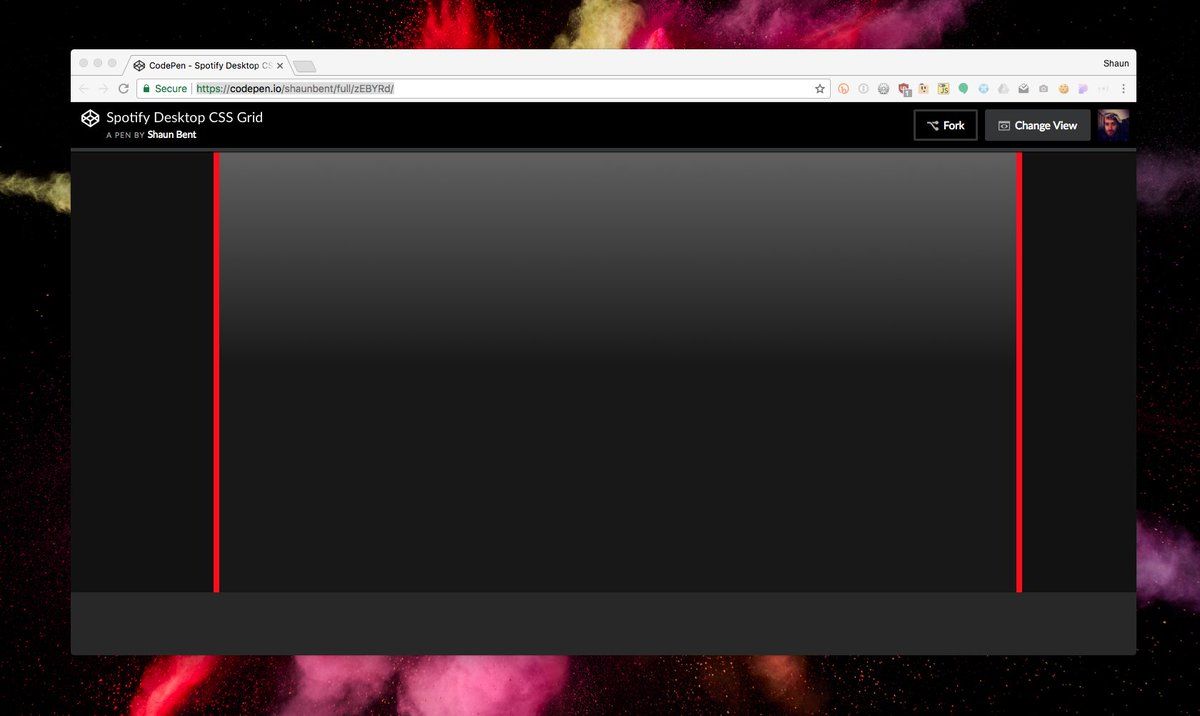 CodePen - Spotify Desktop CS
Shaun
Secure
https://codepen.io/shaunbent/full/zEBYRd/
Spotify Desktop CSS Grid
A PEN BY Shaun Bent
Fork
Change View